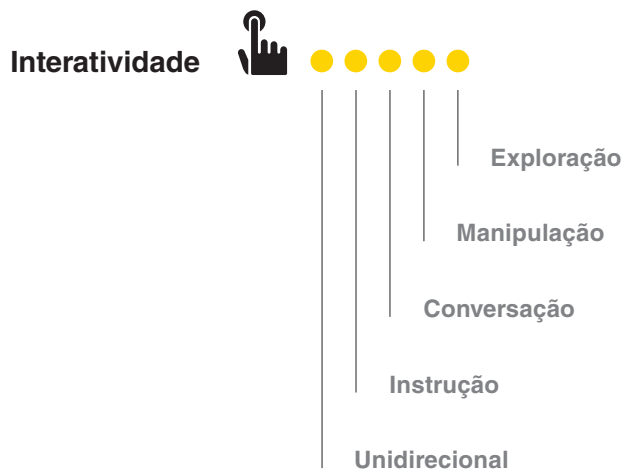 Interatividade
Exploração
Manipulação
Conversação
Instrução
Unidirecional